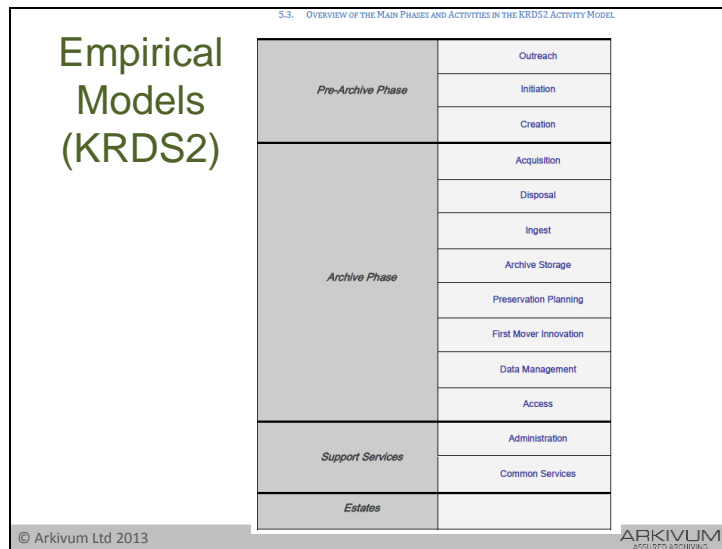 5.3. OVERVIEW OF THE MAIN PHASES AND ACTIVITIES IN THE KRDS2 ACTIVITY MODEL
Empirical
Models
(KRDS2)
Pre-Archive Phase
Outreach
Initiation
Creation
Archive Phase
Acquisition
Disposal
Ingest
Archive Storage
Preservation Planning
First Mover Innovation
Data Management
Access
Support Services
Administration
Common Services
Estates
© Arkivum Ltd 2013
ARKIVUM
ASSURED ARCHIVING